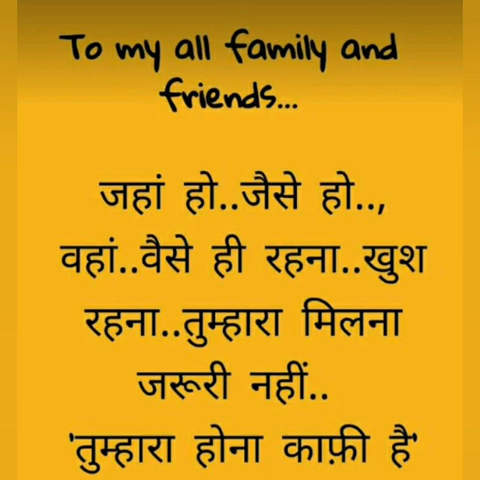 To my all family and
friends...
जहां हो..जैसे हो..,
वहां..वैसे ही रहना..खुश
रहना..तुम्हारा मिलना
जरूरी नहीं..
'तुम्हारा होना काफ़ी है'